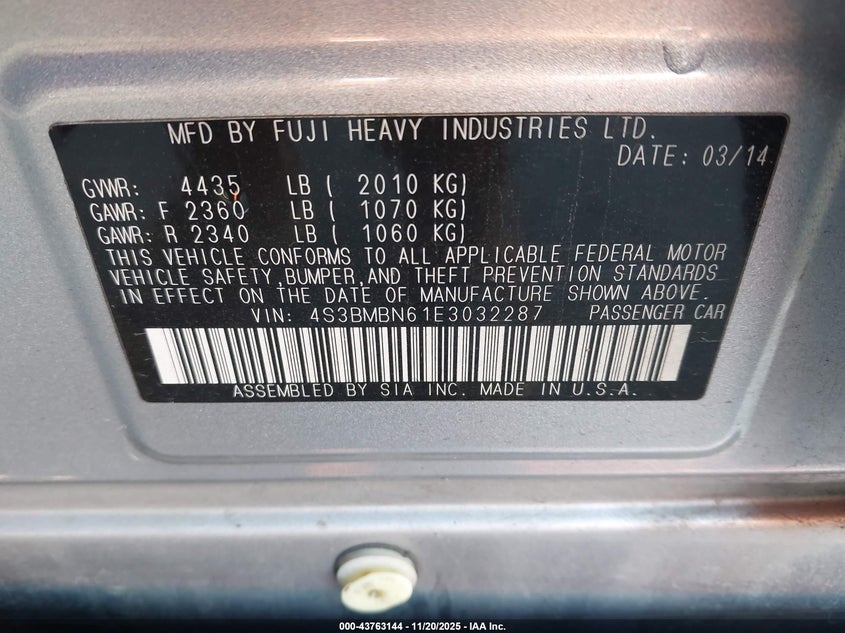 MFD BY FUJI HEAVY INDUSTRIES LTD.
DATE: 03/14
GVWR: 4435 LB ( 2010 KG)
GAWR: F 2360 LB ( 1070 KG)
GAWR: R 2340 LB ( 1060 KG)
THIS VEHICLE CONFORMS TO ALL APPLICABLE FEDERAL MOTOR
VEHICLE SAFETY,BUMPER,AND THEFT PREVENTION STANDARDS
IN EFFECT ON THE DATE OF MANUFACTURE SHOWN ABOVE.
VIN: 4S3BMBN61E3032287 PASSENGER CAR
ASSEMBLED BY SIA INC. MADE IN U.S.A.
000-43763144 - 11/20/2025 - IAA Inc.